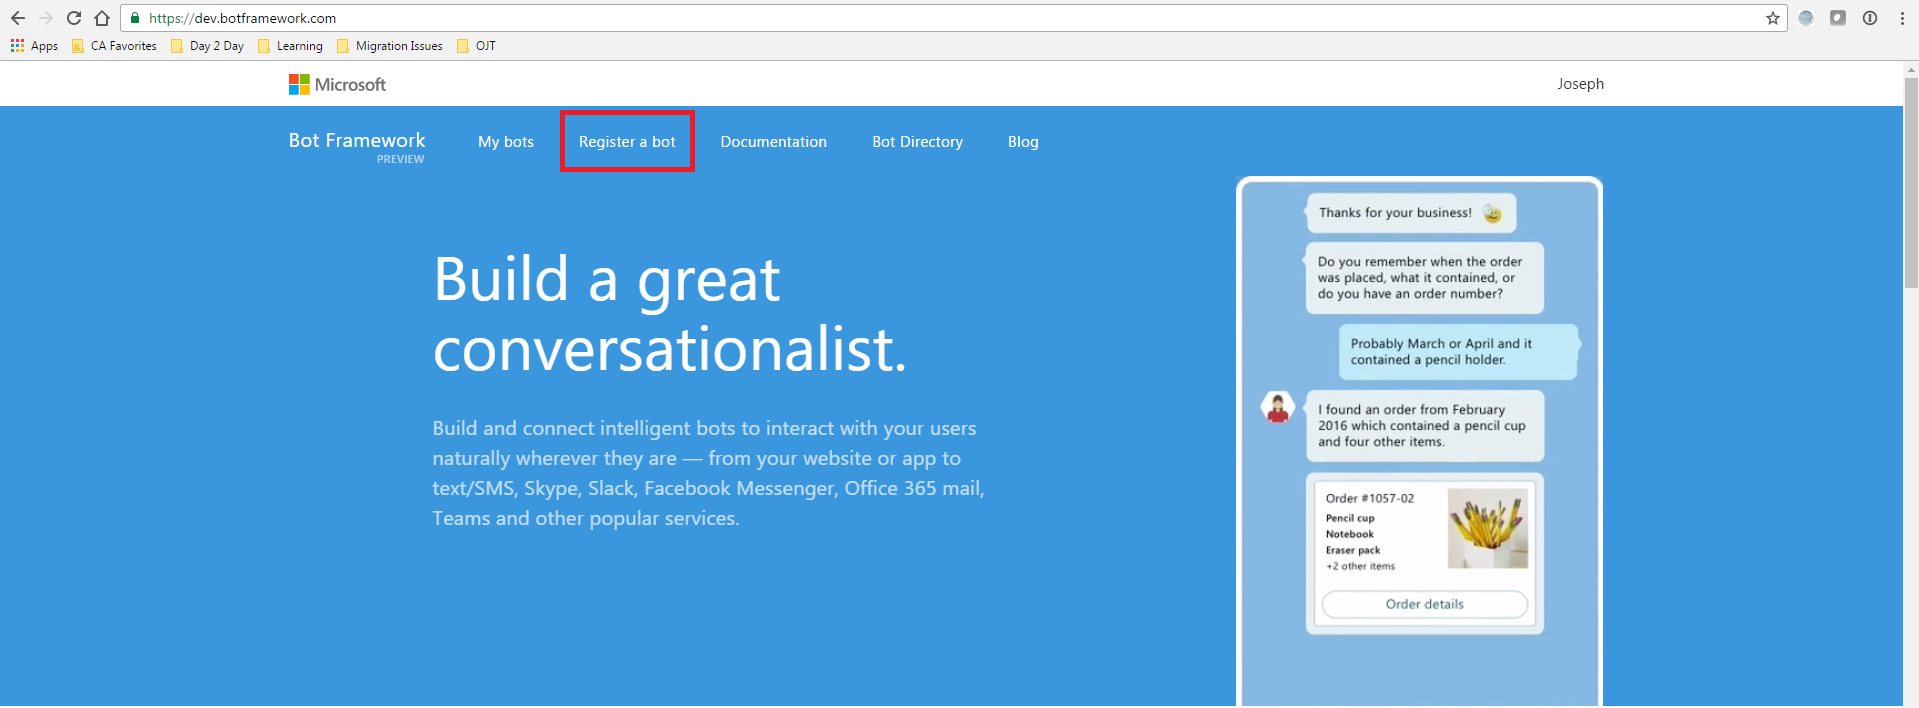 https://dev.botframework.com
Apps CA Favorites Day 2 Day Learning Migration Issues OJT
Microsoft
Joseph
Bot Framework
PREVIEW
My bots
Register a bot
Documentation
Bot Directory
Blog
Build a great
conversationalist.
Build and connect intelligent bots to interact with your users
naturally wherever they are — from your website or app to
text/SMS, Skype, Slack, Facebook Messenger, Office 365 mail,
Teams and other popular services.
Thanks for your business!
Do you remember when the order
was placed, what it contained, or
do you have an order number?
Probably March or April and it
contained a pencil holder.
I found an order from February
2016 which contained a pencil cup
and four other items.
Order #1057-02
Pencil cup
Notebook
Eraser pack
+2 other items
Order details